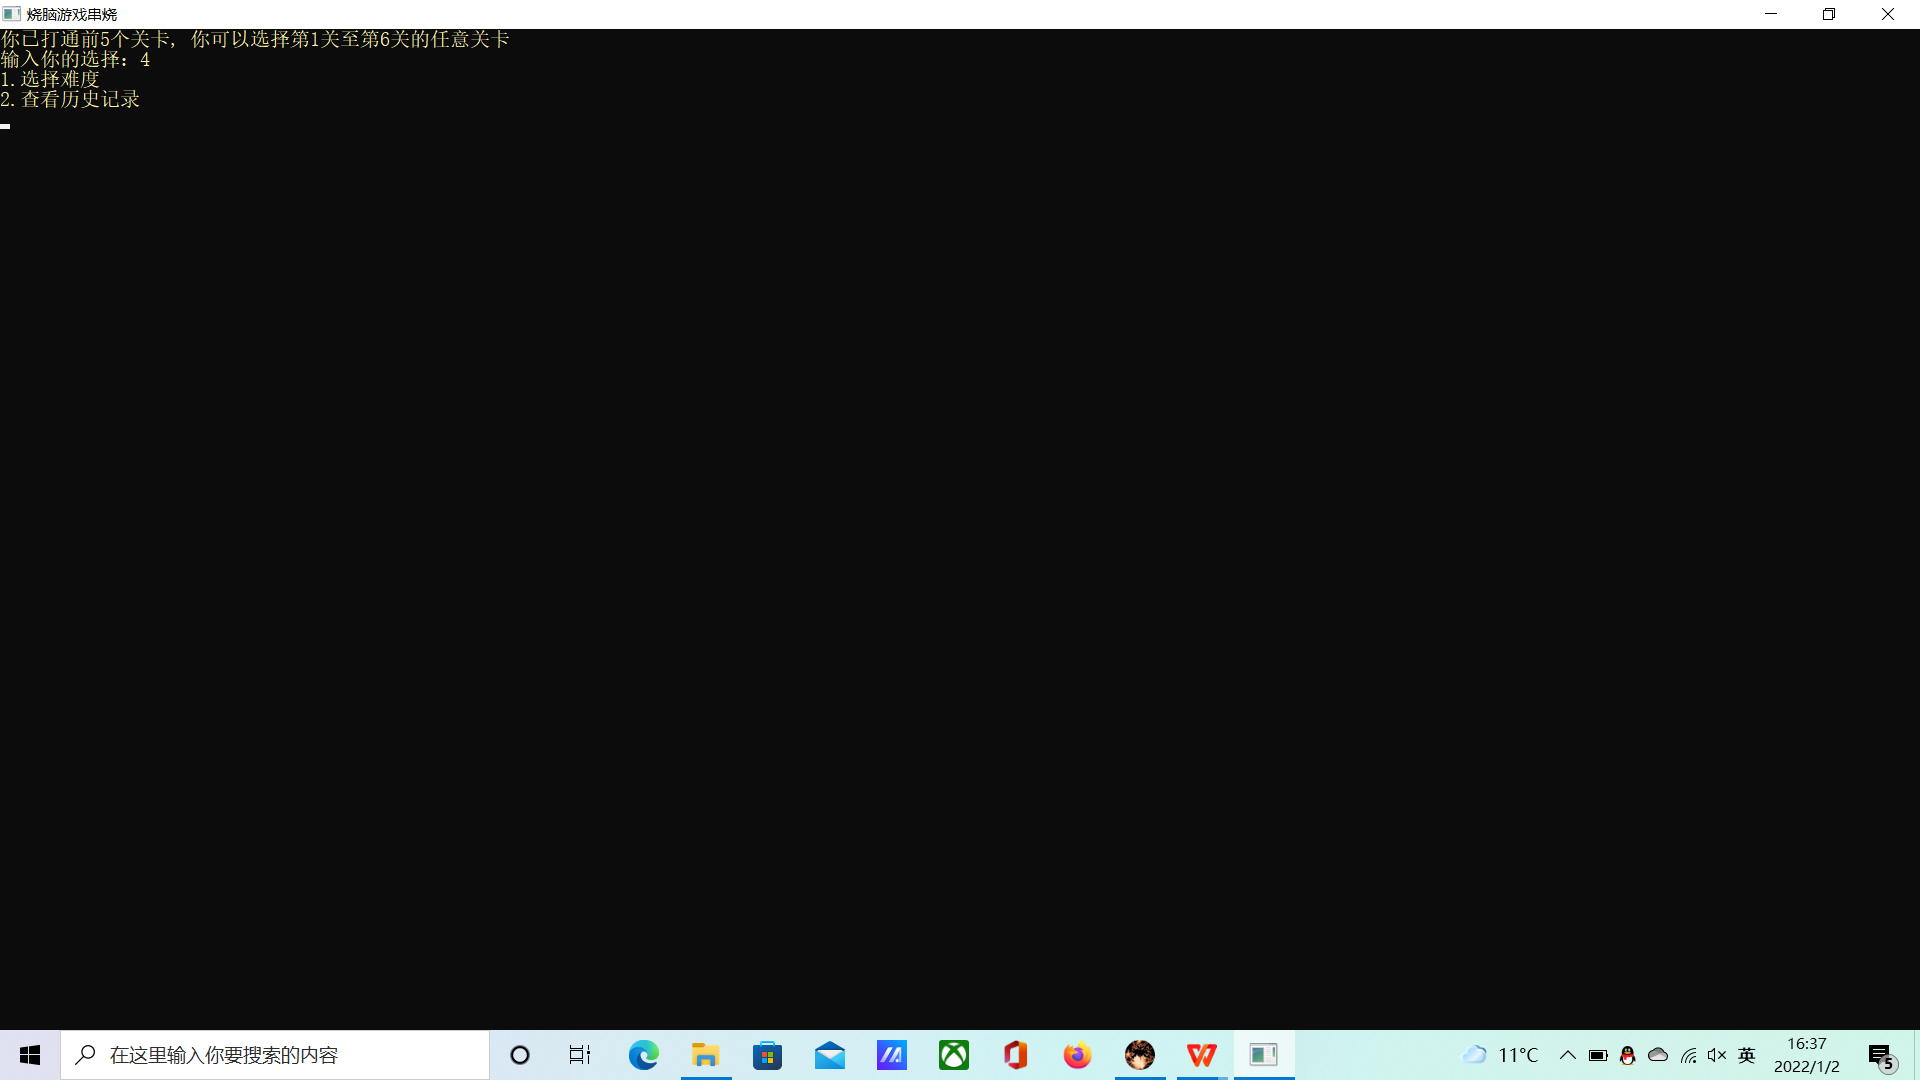 烧脑游戏串烧
你已打通前5个关卡, 你可以选择第1关至第6关的任意关卡
输入你的选择: 4
1.选择难度
2.查看历史记录
在这里输入你要搜索的内容
11°C
英
16:37
2022/1/2
5